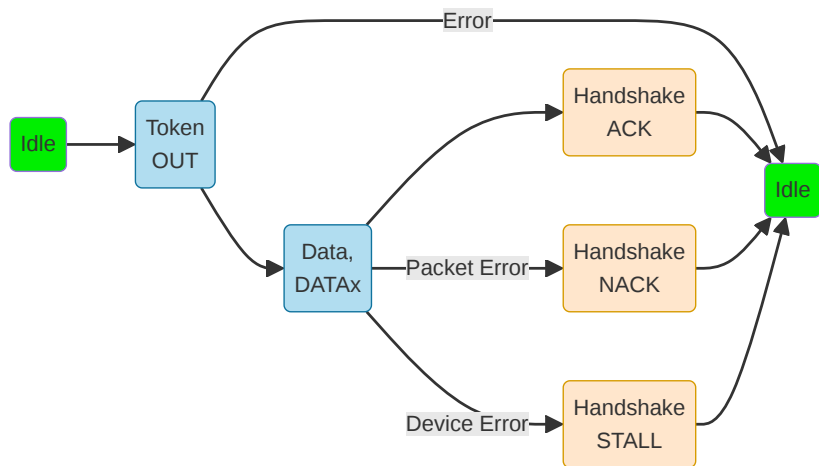 Error
Handshake
ACK
Token
OUT
Idle
Idle
Data,
DATAx
Packet Error
Handshake
NACK
Device Error
Handshake
STALL